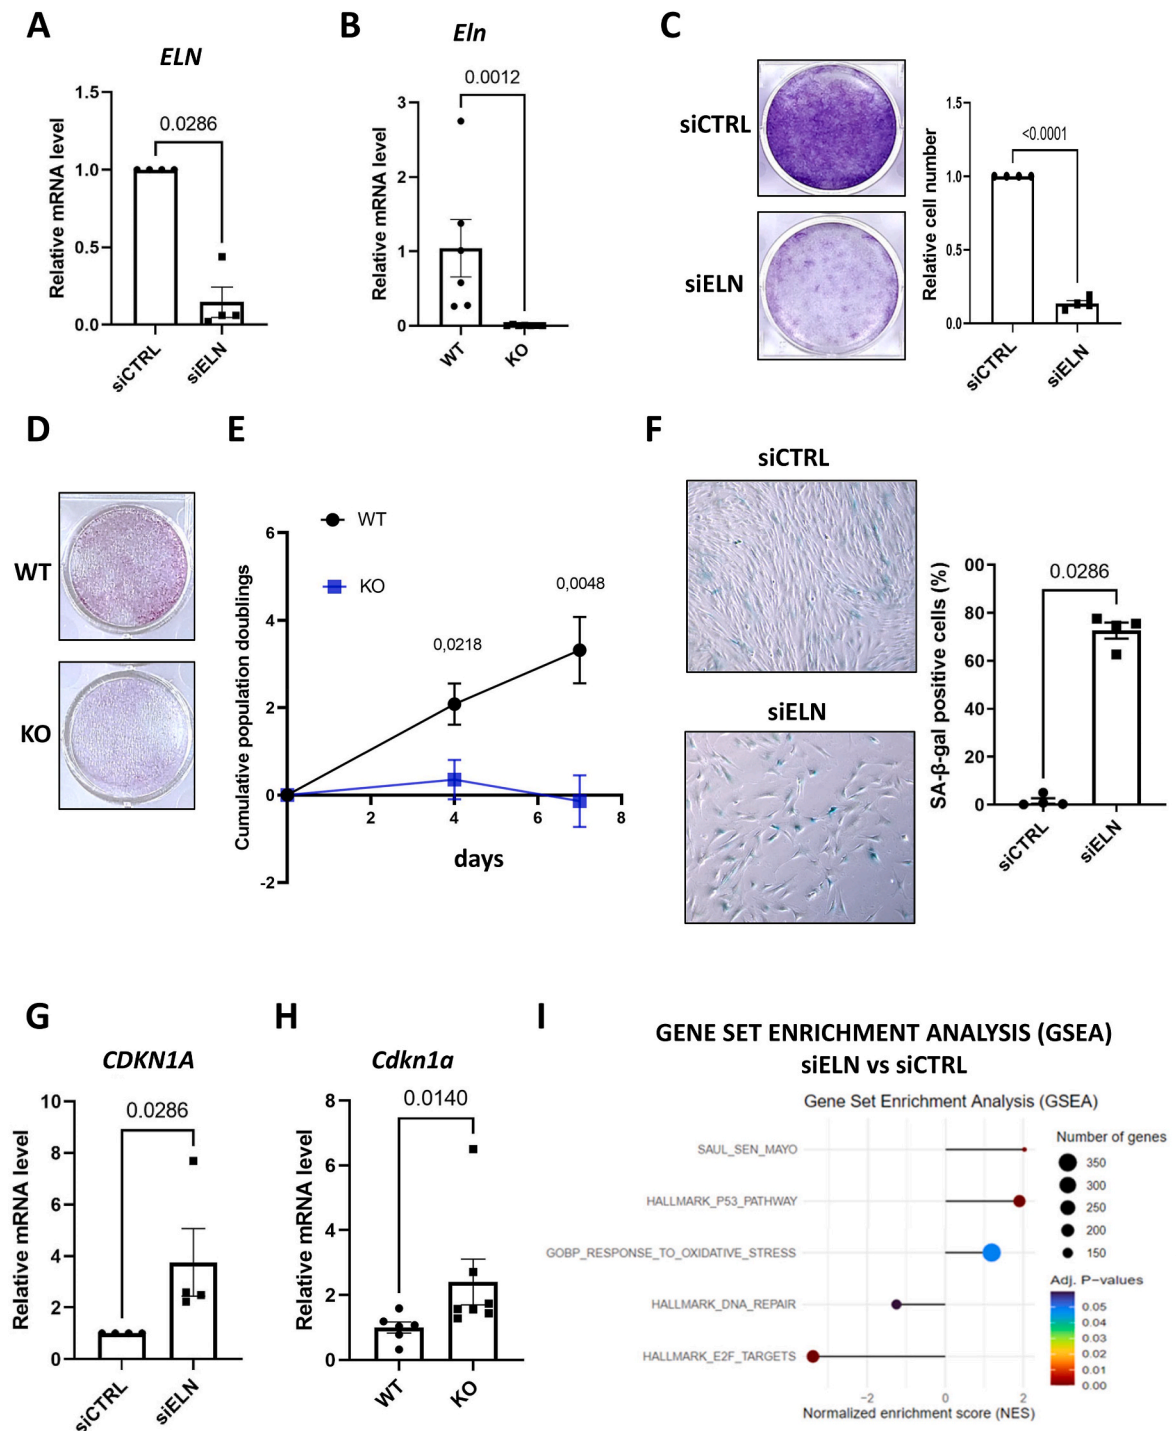 A
ELN
Relative mRNA level
1.5
1.0
0.5
0.0
0.0286
siCTRL
siELN
B
Eln
Relative mRNA level
3
2
1
0
0.0012
WT
KO
C
siCTRL
siELN
Relative cell number
1.5
1.0
0.5
0.0
<0.0001
siCTRL
siELN
D
WT
KO
E
WT
KO
Cumulative population doublings
6
4
2
0
-2
0,0218
0,0048
2
4
6
8
days
F
siCTRL
siELN
SA-β-gal positive cells (%)
00
80
60
40
20
0
0.0286
siCTRL
siELN
G
CDKN1A
Relative mRNA level
10
8
6
4
2
0
0.0286
siCTRL
siELN
H
Cdkn1a
Relative mRNA level
8
6
4
2
0
0.0140
WT
KO
I
GENE SET ENRICHMENT ANALYSIS (GSEA)
siELN vs siCTRL
Gene Set Enrichment Analysis (GSEA)
SAUL_SEN_MAYO
HALLMARK_P53_PATHWAY
GOBP_RESPONSE_TO_OXIDATIVE_STRESS
HALLMARK_DNA_REPAIR
HALLMARK_E2F_TARGETS
−2
0
2
Normalized enrichment score (NES)
Number of genes
350
300
250
200
150
Adj. P-values
0.05
0.04
0.03
0.02
0.01
0.00